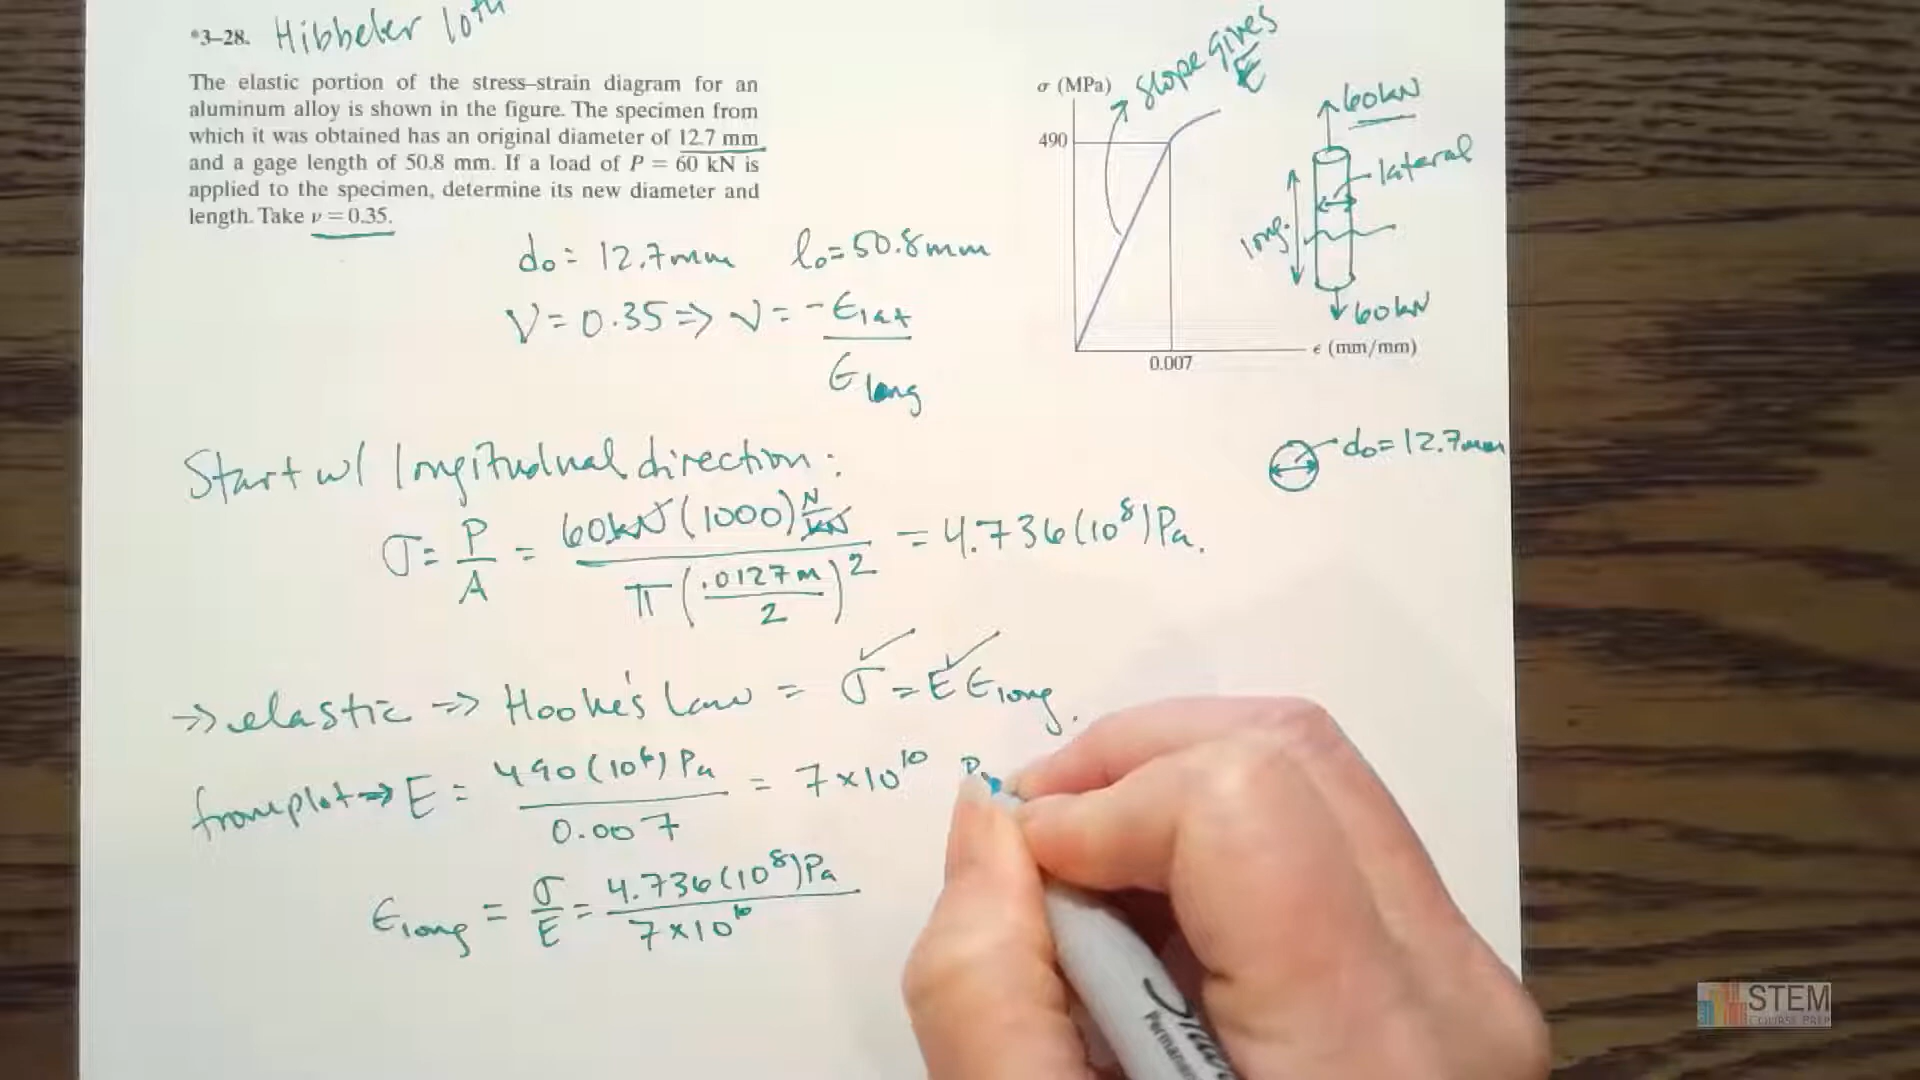 *3–28. Hibbeler 10th
The elastic portion of the stress–strain diagram for an
aluminum alloy is shown in the figure. The specimen from
which it was obtained has an original diameter of 12.7 mm
and a gage length of 50.8 mm. If a load of P = 60 kN is
applied to the specimen, determine its new diameter and
length. Take ν = 0.35.
σ (MPa)
slope gives
E
490
0.007
ϵ (mm/mm)
60kN
lateral
long.
60kN
d₀ = 12.7mm l₀ = 50.8mm
ν = 0.35 => ν = -ϵlat / ϵlong
d₀ = 12.7mm
Start w/ longitudinal direction:
σ = P/A = 60kN (1000) N/kN / π (.0127m / 2)² = 4.736 (10⁸) Pa.
-> elastic => Hooke's Law = σ = E ϵlong.
from plot => E = 490 (10⁶) Pa / 0.007 = 7 x 10¹⁰ Pa
ϵlong = σ/E = 4.736 (10⁸) Pa / 7 x 10¹⁰
Permanent
STEM
COURSE PREP